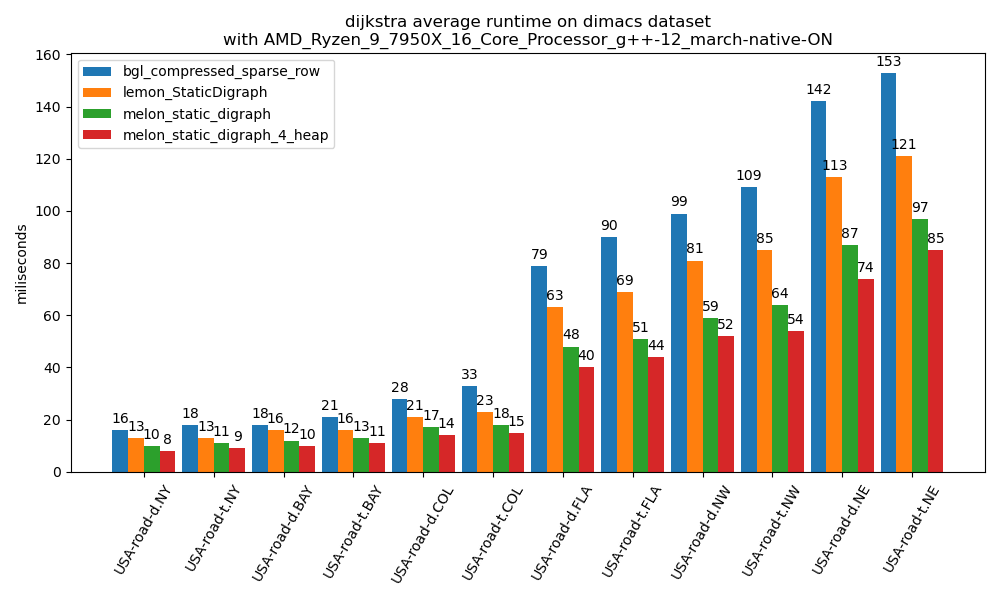 dijkstra average runtime on dimacs dataset
with AMD_Ryzen_9_7950X_16_Core_Processor_g++-12_march-native-ON
bgl_compressed_sparse_row
lemon_StaticDigraph
melon_static_digraph
melon_static_digraph_4_heap
miliseconds
160
140
120
100
80
60
40
20
0
16 13 10 8
18 13 11 9
18 16 12 10
21 16 13 11
28 21 17 14
33 23 18 15
79 63 48 40
90 69 51 44
99 81 59 52
109 85 64 54
142 113 87 74
153 121 97 85
USA-road-d.NY
USA-road-t.NY
USA-road-d.BAY
USA-road-t.BAY
USA-road-d.COL
USA-road-t.COL
USA-road-d.FLA
USA-road-t.FLA
USA-road-d.NW
USA-road-t.NW
USA-road-d.NE
USA-road-t.NE